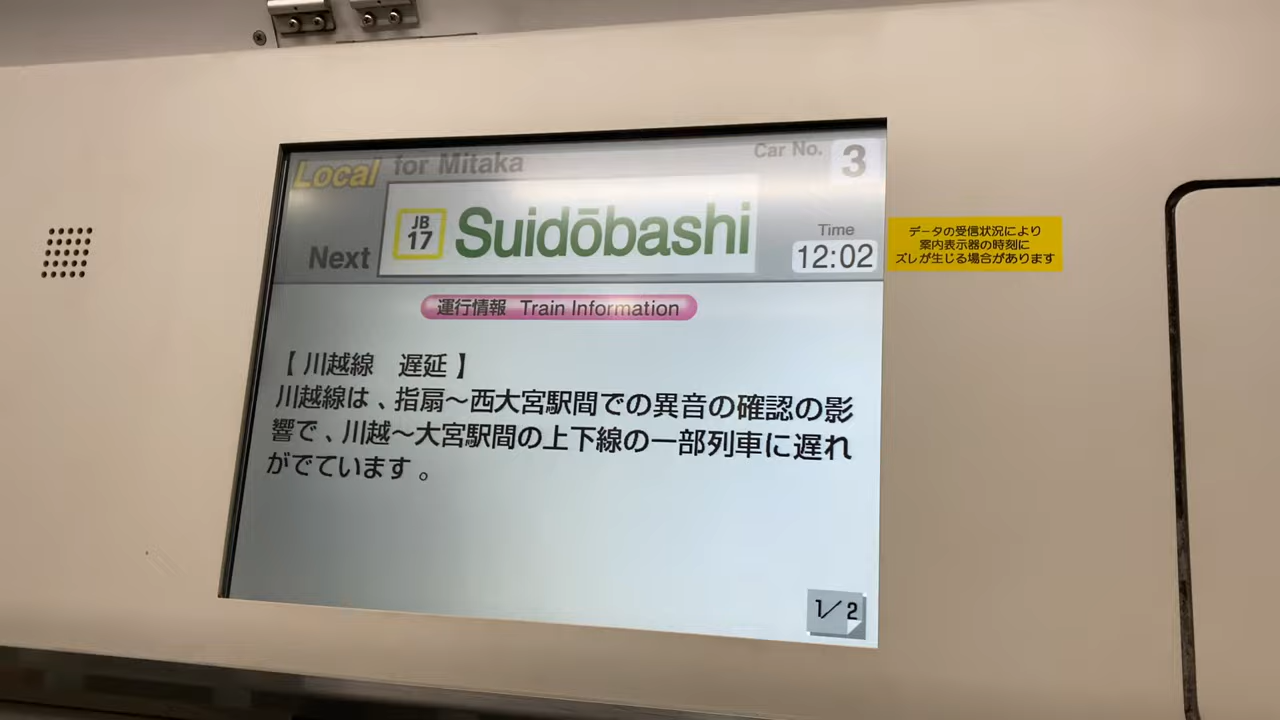 Local for Mitaka
Car No. 3
JB
17
Suidōbashi
Next
Time
12:02
運行情報 Train Information
【 川越線 遅延 】
川越線は 、指扇～西大宮駅間での異音の確認の影
響で 、川越～大宮駅間の上下線の一部列車に遅れ
がでています 。
1/2
データの受信状況により
案内表示器の時刻に
ズレが生じる場合があります